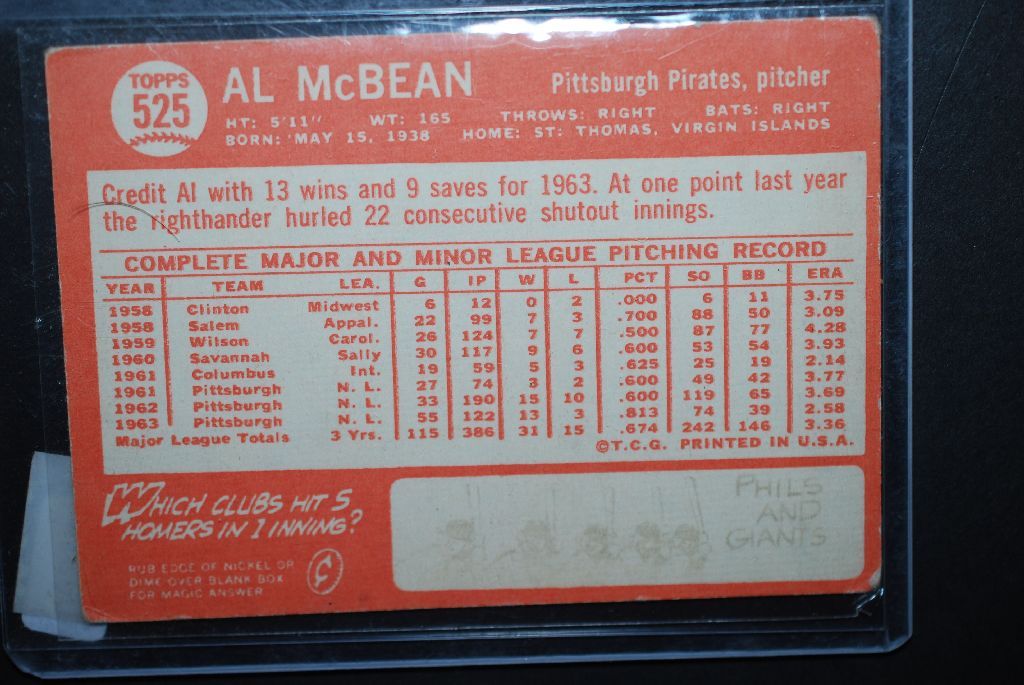 TOPPS
525
AL McBEAN
Pittsburgh Pirates, pitcher
HT: 5'11" WT: 165 THROWS: RIGHT BATS: RIGHT
BORN: MAY 15, 1938 HOME: ST: THOMAS, VIRGIN ISLANDS
Credit Al with 13 wins and 9 saves for 1963. At one point last year
the righthander hurled 22 consecutive shutout innings.
COMPLETE MAJOR AND MINOR LEAGUE PITCHING RECORD
YEAR TEAM LEA. G IP W L PCT SO BB ERA
1958 Clinton Midwest 6 12 0 2 .000 6 11 3.75
1958 Salem Appal. 22 99 7 3 .700 88 50 3.09
1959 Wilson Carol. 26 124 7 7 .500 87 77 4.28
1960 Savannah Sally 30 117 9 6 .600 53 54 3.93
1961 Columbus Int. 19 59 5 3 .625 25 19 2.14
1961 Pittsburgh N. L. 27 74 3 2 .600 49 42 3.77
1962 Pittsburgh N. L. 33 190 15 10 .600 119 65 3.69
1963 Pittsburgh N. L. 55 122 13 3 .813 74 39 2.58
Major League Totals 3 Yrs. 115 386 31 15 .674 242 146 3.36
©T.C.G. PRINTED IN U.S.A.
WHICH CLUBS HIT 5
HOMERS IN 1 INNING?
RUB EDGE OF NICKEL OR
DIME OVER BLANK BOX
FOR MAGIC ANSWER
PHILS
AND
GIANTS